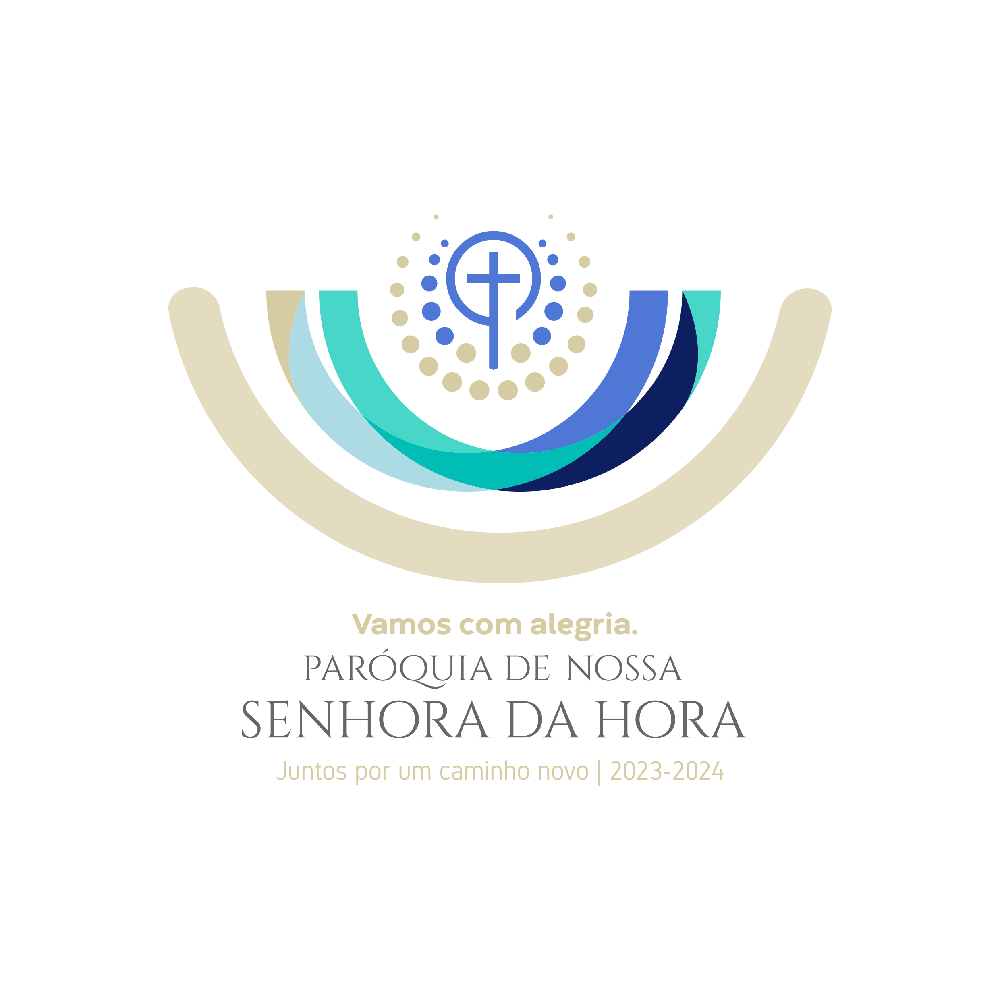 Vamos com alegria.
PARÓQUIA DE NOSSA
SENHORA DA HORA
Juntos por um caminho novo | 2023-2024